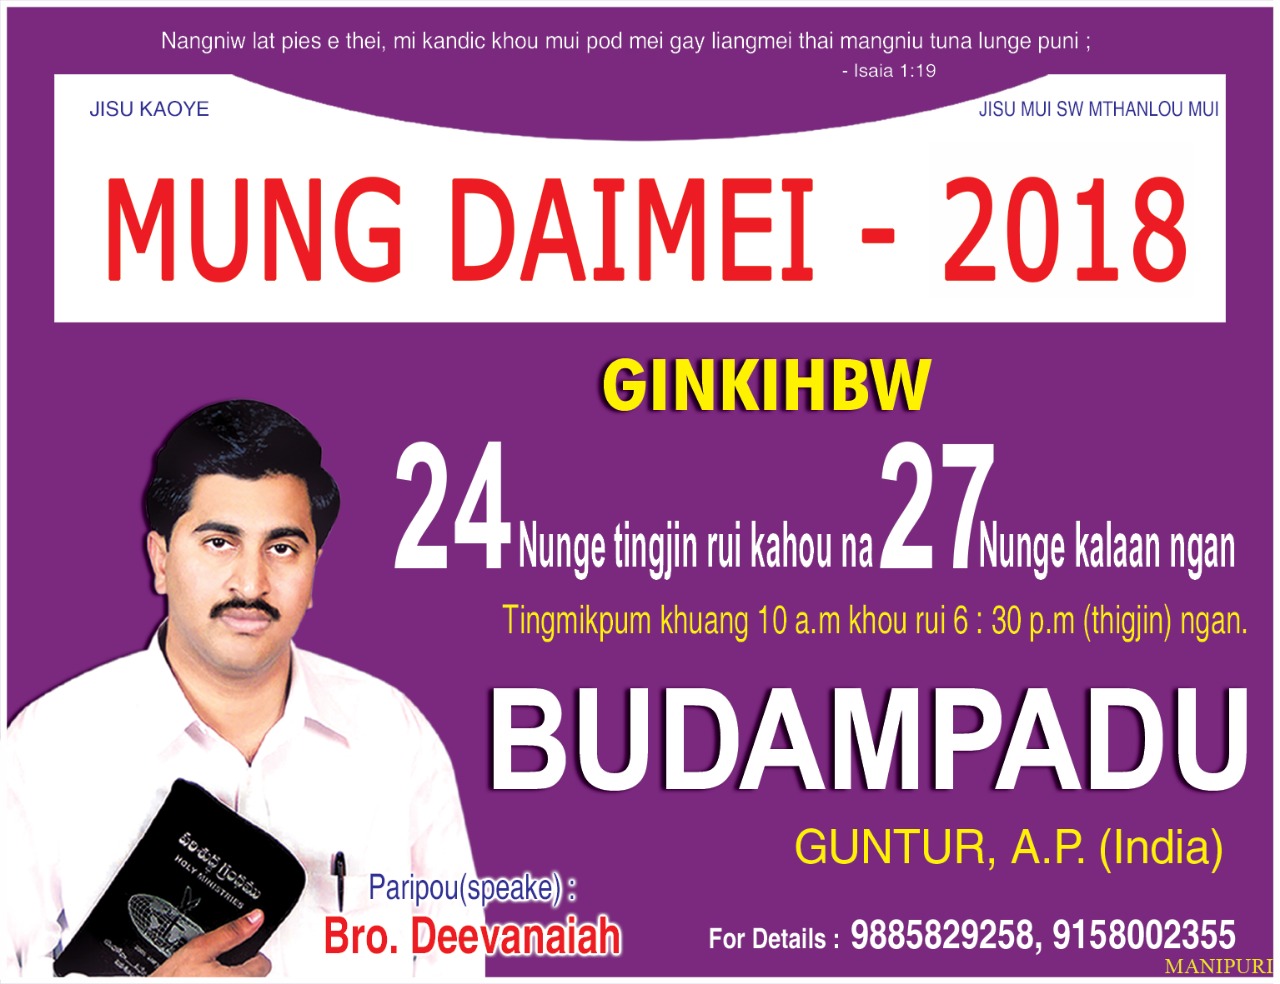 Nangniw lat pies e thei, mi kandic khou mui pod mei gay liangmei thai mangniu tuna lunge puni ;
- Isaia 1:19
JISU KAOYE
JISU MUI SW MTHANLOU MUI
MUNG DAIMEI - 2018
GINKIHBW
24 Nunge tingjin rui kahou na 27 Nunge kalaan ngan
Tingmikpum khuang 10 a.m khou rui 6 : 30 p.m (thigjin) ngan.
BUDAMPADU
GUNTUR, A.P. (India)
HOLY MINISTRIES
Paripou(speake) :
Bro. Deevanaiah
For Details : 9885829258, 9158002355
MANIPURI